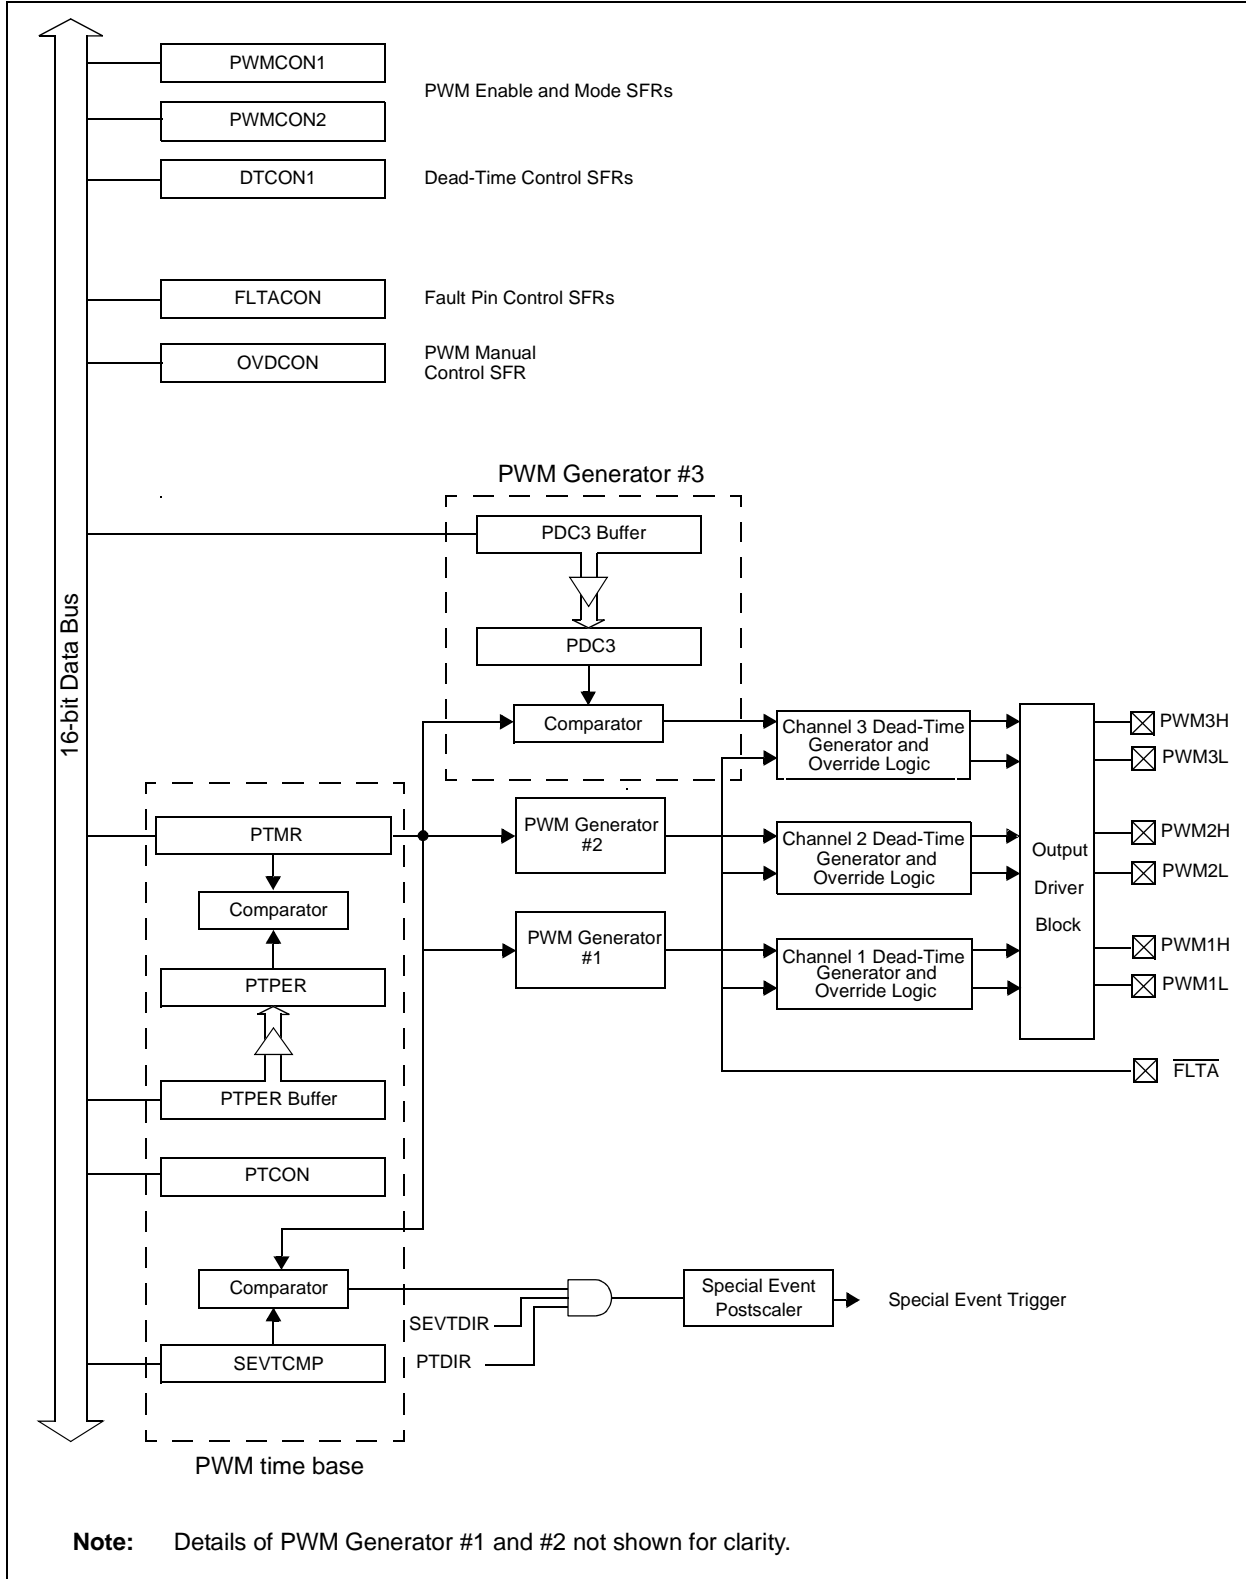 PWMCON1
PWM Enable and Mode SFRs
PWMCON2
DTCON1
Dead-Time Control SFRs
FLTACON
Fault Pin Control SFRs
OVDCON
PWM Manual
Control SFR
16-bit Data Bus
PWM Generator #3
PDC3 Buffer
PDC3
Comparator
Channel 3 Dead-Time
Generator and
Override Logic
PWM3H
PWM3L
PTMR
PWM Generator
#2
Channel 2 Dead-Time
Generator and
Override Logic
PWM2H
PWM2L
Output
Driver
Block
Comparator
PWM Generator
#1
Channel 1 Dead-Time
Generator and
Override Logic
PWM1H
PWM1L
PTPER
FLTA
PTPER Buffer
PTCON
Comparator
SEVTDIR
PTDIR
Special Event
Postscaler
Special Event Trigger
SEVTCMP
PWM time base
Note: Details of PWM Generator #1 and #2 not shown for clarity.